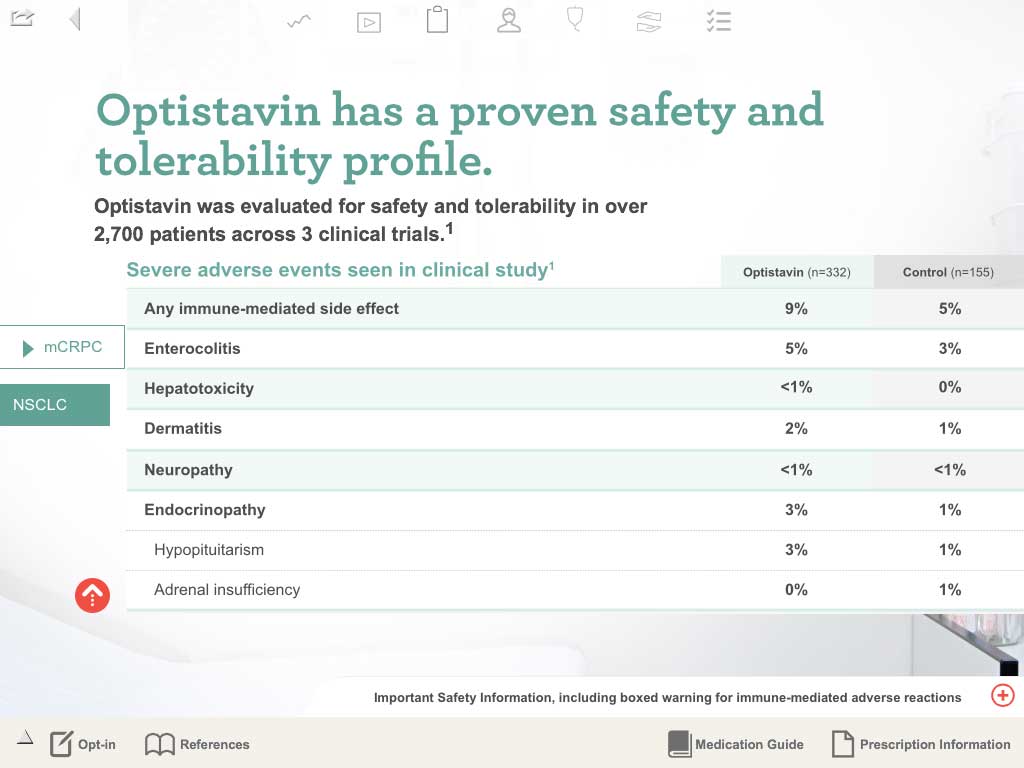 Optistavin has a proven safety and
tolerability profile.
Optistavin was evaluated for safety and tolerability in over
2,700 patients across 3 clinical trials.1
Severe adverse events seen in clinical study1 Optistavin (n=332) Control (n=155)
Any immune-mediated side effect 9% 5%
mCRPC
Enterocolitis 5% 3%
Hepatotoxicity <1% 0%
NSCLC
Dermatitis 2% 1%
Neuropathy <1% <1%
Endocrinopathy 3% 1%
Hypopituitarism 3% 1%
Adrenal insufficiency 0% 1%
Important Safety Information, including boxed warning for immune-mediated adverse reactions
Opt-in References Medication Guide Prescription Information